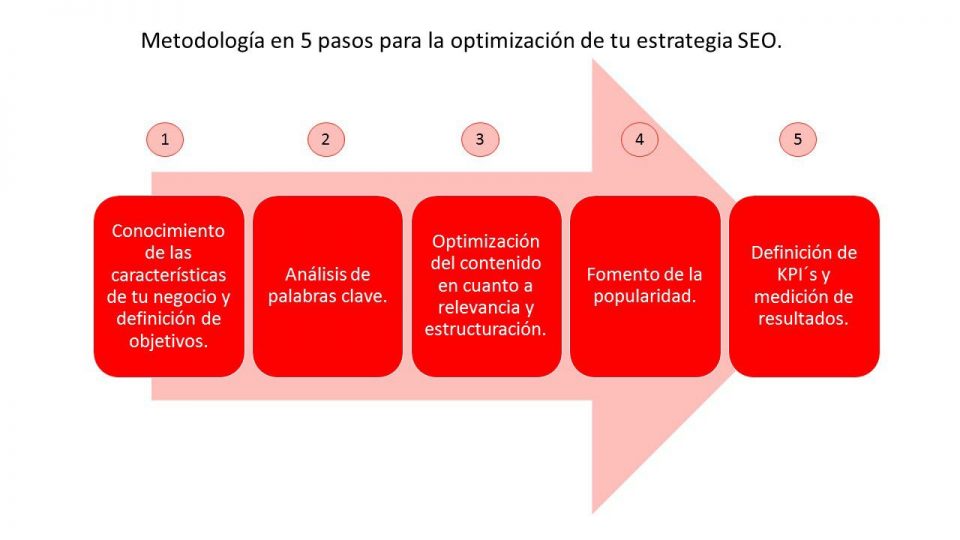 Metodología en 5 pasos para la optimización de tu estrategia SEO.
1
Conocimiento
de las
características
de tu negocio y
definición de
objetivos.
2
Análisis de
palabras clave.
3
Optimización
del contenido
en cuanto a
relevancia y
estructuración.
4
Fomento de la
popularidad.
5
Definición de
KPI´s y
medición de
resultados.